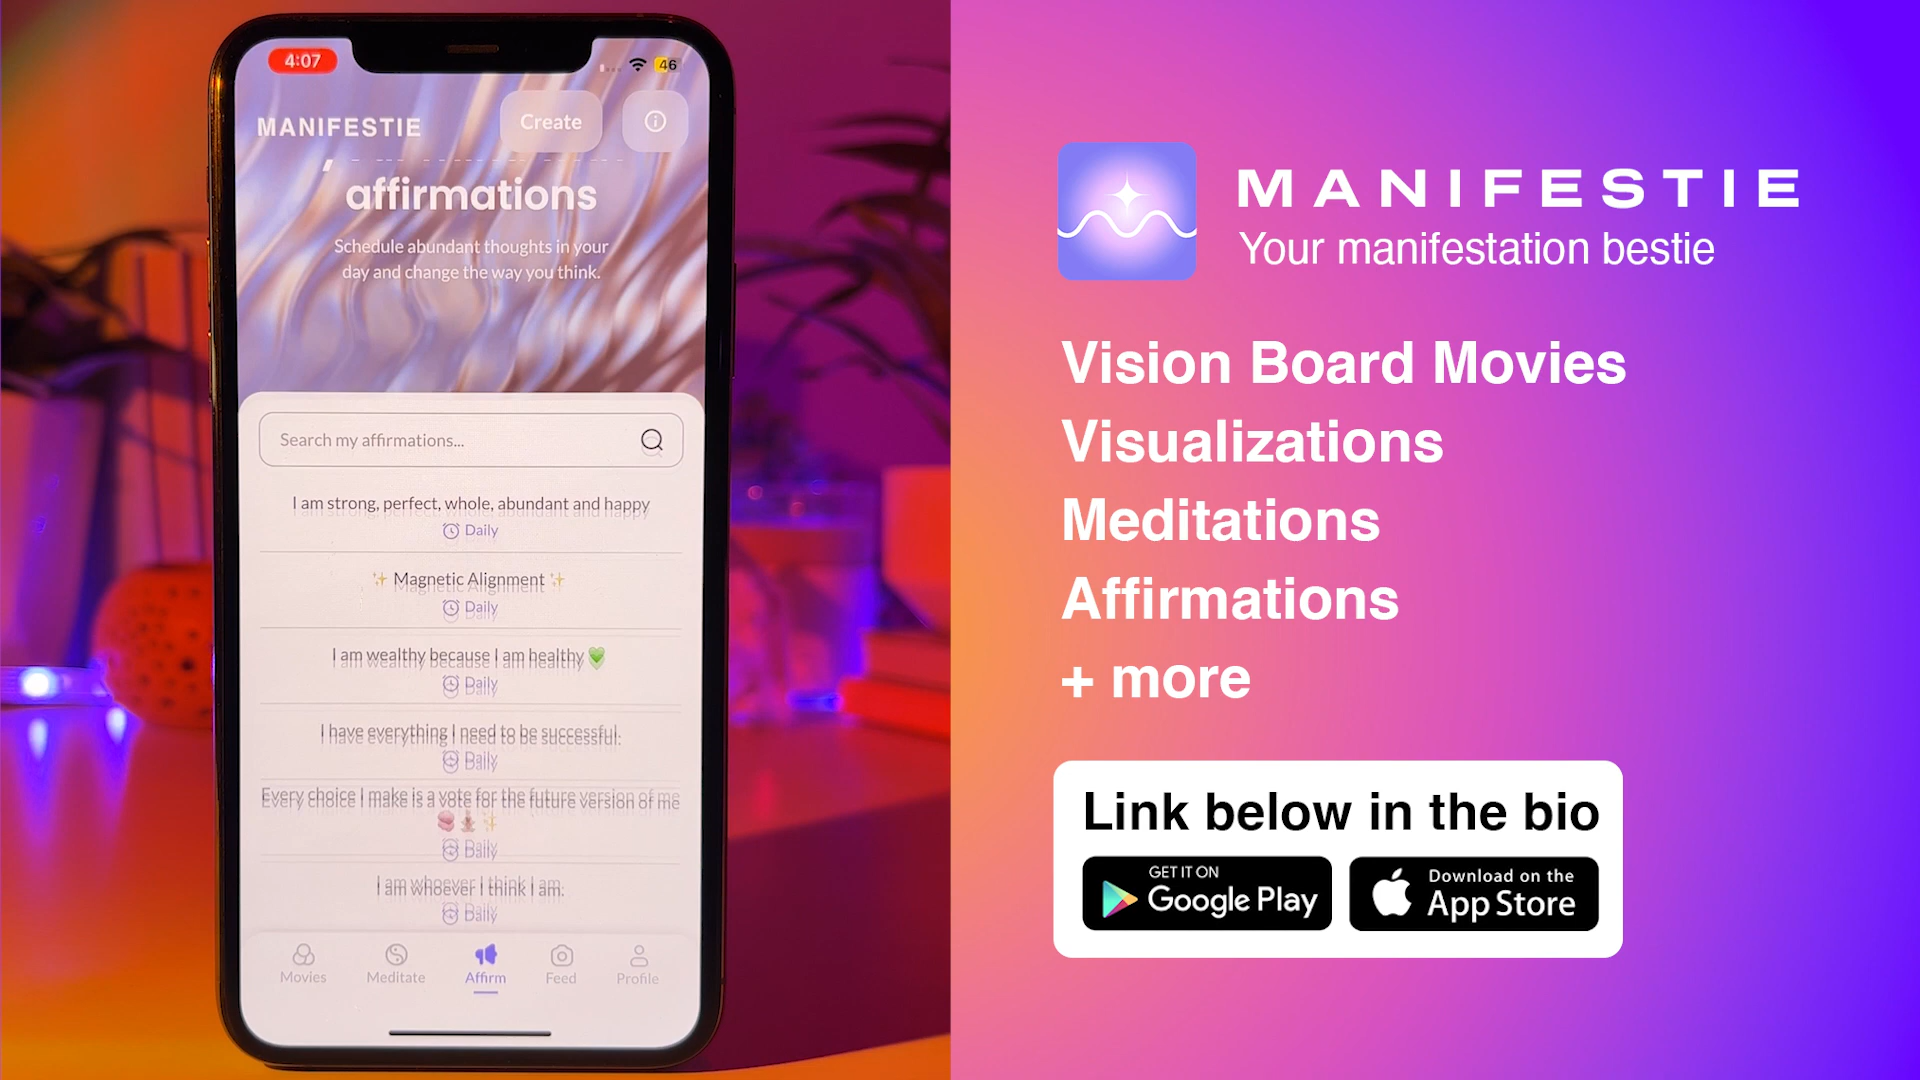 4:07
46
MANIFESTIE
Create
affirmations
Schedule abundant thoughts in your
day and change the way you think.
Search my affirmations...
I am strong, perfect, whole, abundant and happy
Daily
✨ Magnetic Alignment ✨
Daily
I am wealthy because I am healthy 💚
Daily
I have everything I need to be successful.
Daily
Every choice I make is a vote for the future version of me
Daily
I am whoever I think I am.
Daily
Movies
Meditate
Affirm
Feed
Profile
MANIFESTIE
Your manifestation bestie
Vision Board Movies
Visualizations
Meditations
Affirmations
+ more
Link below in the bio
GET IT ON
Google Play
Download on the
App Store